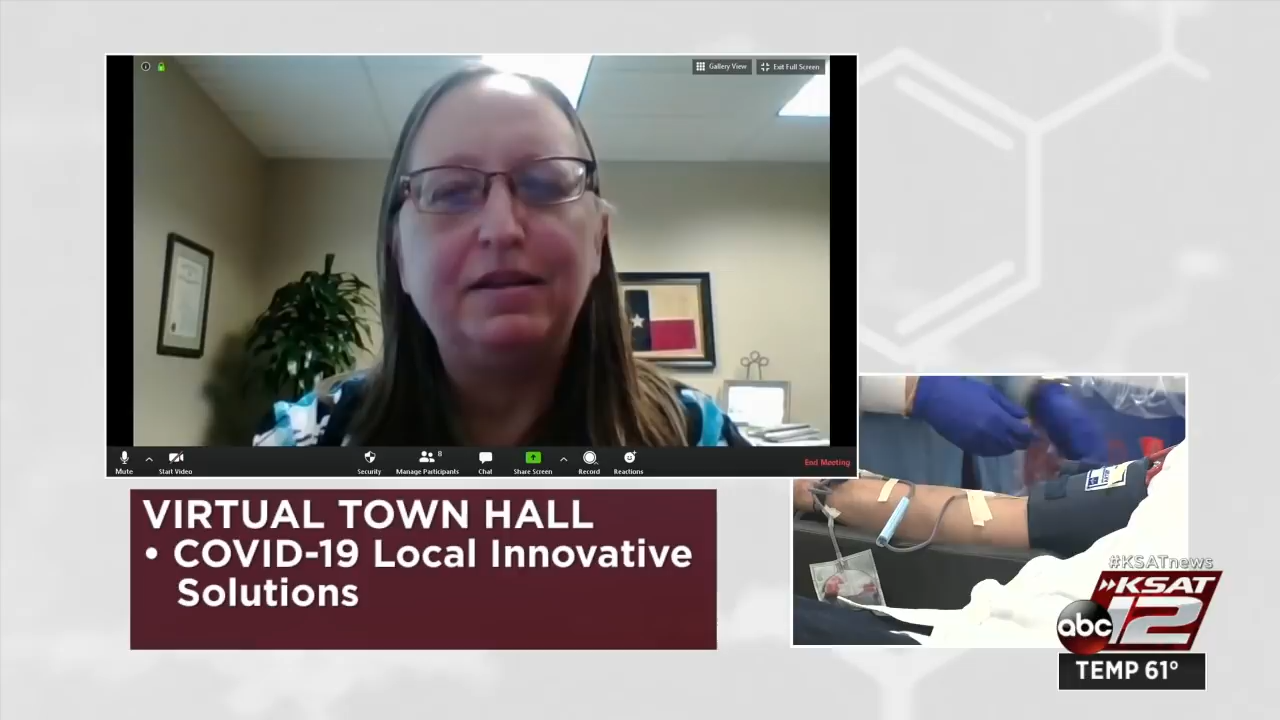 Gallery View
Exit Full Screen
Mute
Start Video
Security
8
Manage Participants
Chat
Share Screen
Record
Reactions
End Meeting
VIRTUAL TOWN HALL
• COVID-19 Local Innovative
Solutions
#KSATnews
KSAT
abc
12
TEMP 61°